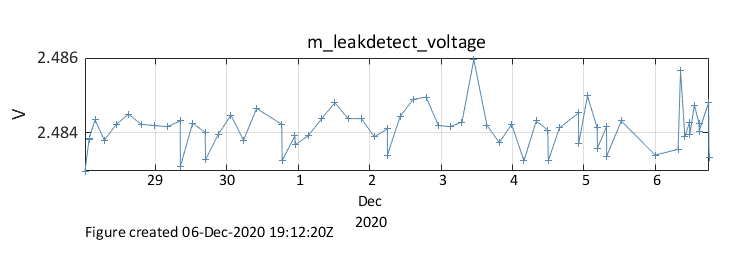 m_leakdetect_voltage
2.486
V
2.484
29 30 1 2 3 4 5 6
Dec
2020
Figure created 06-Dec-2020 19:12:20Z